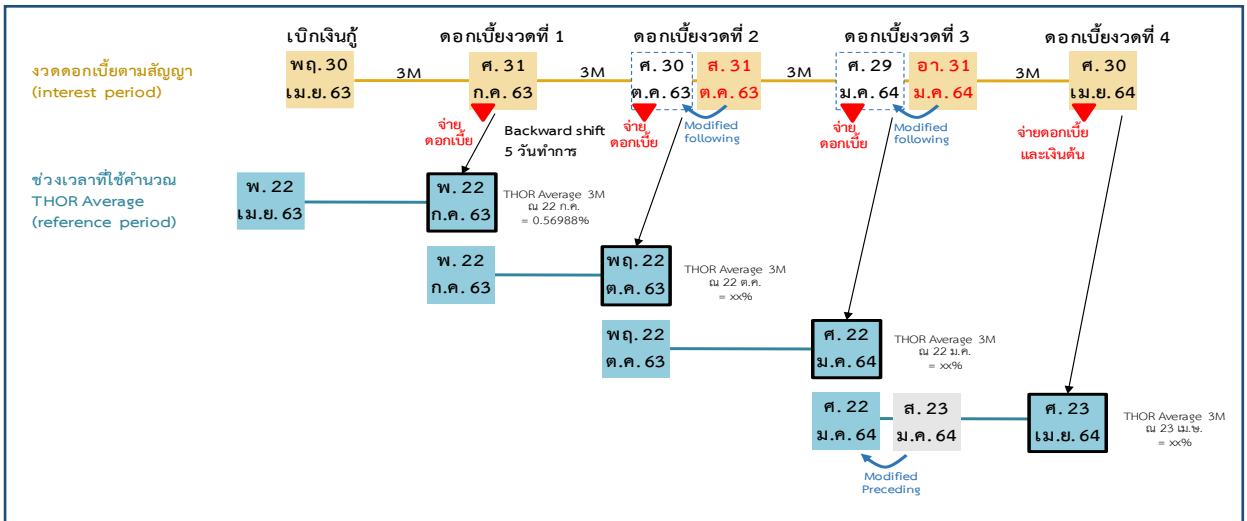 เบิกเงินกู้
ดอกเบี้ยงวดที่ 1
ดอกเบี้ยงวดที่ 2
ดอกเบี้ยงวดที่ 3
ดอกเบี้ยงวดที่ 4
งวดดอกเบี้ยตามสัญญา
(interest period)
พฤ. 30
เม.ย. 63
3M
ศ. 31
ก.ค. 63
3M
ศ. 30
ต.ค. 63
ส. 31
ต.ค. 63
3M
ศ. 29
ม.ค. 64
อา. 31
ม.ค. 64
3M
ศ. 30
เม.ย. 64
จ่าย
ดอกเบี้ย
Backward shift
5 วันทำการ
จ่าย
ดอกเบี้ย
Modified
following
จ่าย
ดอกเบี้ย
Modified
following
จ่ายดอกเบี้ย
และเงินต้น
ช่วงเวลาที่ใช้คำนวณ
THOR Average
(reference period)
พ. 22
เม.ย. 63
พ. 22
ก.ค. 63
THOR Average 3M
ณ 22 ก.ค.
= 0.56988%
พ. 22
ก.ค. 63
พฤ. 22
ต.ค. 63
THOR Average 3M
ณ 22 ต.ค.
= xx%
พฤ. 22
ต.ค. 63
ศ. 22
ม.ค. 64
THOR Average 3M
ณ 22 ม.ค.
= xx%
ศ. 22
ม.ค. 64
ส. 23
ม.ค. 64
ศ. 23
เม.ย. 64
THOR Average 3M
ณ 23 เม.ษ.
= xx%
Modified
Preceding